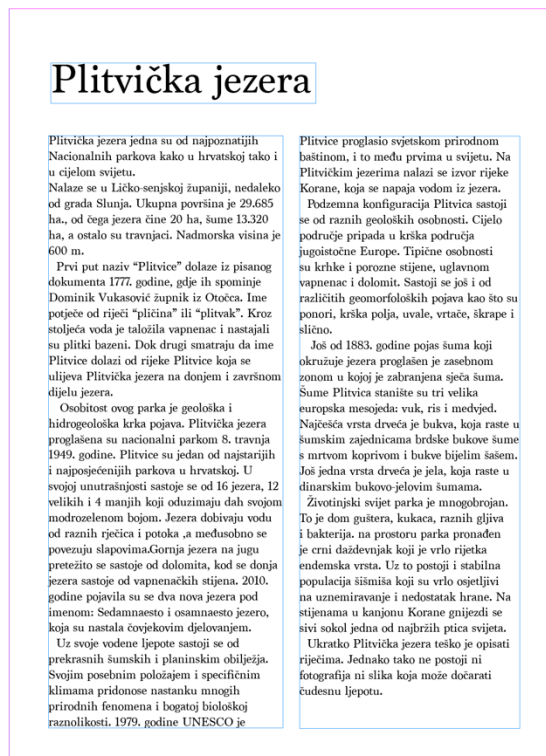 Plitvička jezera
Plitvička jezera jedna su od najpoznatijih
Nacionalnih parkova kako u hrvatskoj tako i
u cijelom svijetu.
Nalaze se u Ličko-senjskoj županiji, nedaleko
od grada Slunja. Ukupna površina je 29.685
ha., od čega jezera čine 20 ha, šume 13.320
ha, a ostalo su travnjaci. Nadmorska visina je
600 m.
Prvi put naziv “Plitvice” dolaze iz pisanog
dokumenta 1777. godine, gdje ih spominje
Dominik Vukasović župnik iz Otočca. Ime
potječe od riječi “pličina” ili “plitvak”. Kroz
stoljeća voda je taložila vapnenac i nastajali
su plitki bazeni. Dok drugi smatraju da ime
Plitvice dolazi od rijeke Plitvice koja se
ulijeva Plitvička jezera na donjem i završnom
dijelu jezera.
Osobitost ovog parka je geološka i
hidrogeološka krka pojava. Plitvička jezera
proglašena su nacionalni parkom 8. travnja
1949. godine. Plitvice su jedan od najstarijih
i najposjećenijih parkova u hrvatskoj. U
svojoj unutrašnjosti sastoje se od 16 jezera, 12
velikih i 4 manjih koji oduzimaju dah svojom
modrozelenom bojom. Jezera dobivaju vodu
od raznih rječica i potoka ,a međusobno se
povezuju slapovima.Gornja jezera na jugu
pretežito se sastoje od dolomita, kod se donja
jezera sastoje od vapnenačkih stijena. 2010.
godine pojavila su se dva nova jezera pod
imenom: Sedamnaesto i osamnaesto jezero,
koja su nastala čovjekovim djelovanjem.
Uz svoje vodene ljepote sastoji se od
prekrasnih šumskih i planinskim obilježja.
Svojim posebnim položajem i specifičnim
klimama pridonose nastanku mnogih
prirodnih fenomena i bogatoj biološkoj
raznolikosti. 1979. godine UNESCO je
Plitvice proglasio svjetskom prirodnom
baštinom, i to među prvima u svijetu. Na
Plitvičkim jezerima nalazi se izvor rijeke
Korane, koja se napaja vodom iz jezera.
Podzemna konfiguracija Plitvica sastoji
se od raznih geoloških osobnosti. Cijelo
područje pripada u krška područja
jugoistočne Europe. Tipične osobnosti
su krhke i porozne stijene, uglavnom
vapnenac i dolomit. Sastoji se još i od
različitih geomorfoloških pojava kao što su
ponori, krška polja, uvale, vrtače, škrape i
slično.
Još od 1883. godine pojas šuma koji
okružuje jezera proglašen je zasebnom
zonom u kojoj je zabranjena sječa šuma.
Šume Plitvica stanište su tri velika
europska mesojeda: vuk, ris i medvjed.
Najčešća vrsta drveća je bukva, koja raste u
šumskim zajednicama brdske bukove šume
s mrtvom koprivom i bukve bijelim šašem.
Još jedna vrsta drveća je jela, koja raste u
dinarskim bukovo-jelovim šumama.
Životinjski svijet parka je mnogobrojan.
To je dom guštera, kukaca, raznih gljiva
i bakterija. na prostoru parka pronađen
je crni daždevnjak koji je vrlo rijetka
endemska vrsta. Uz to postoji i stabilna
populacija šišmiša koji su vrlo osjetljivi
na uznemiravanje i nedostatak hrane. Na
stijenama u kanjonu Korane gnijezdi se
sivi sokol jedna od najbržih ptica svijeta.
Ukratko Plitvička jezera teško je opisati
riječima. Jednako tako ne postoji ni
fotografija ni slika koja može dočarati
čudesnu ljepotu.